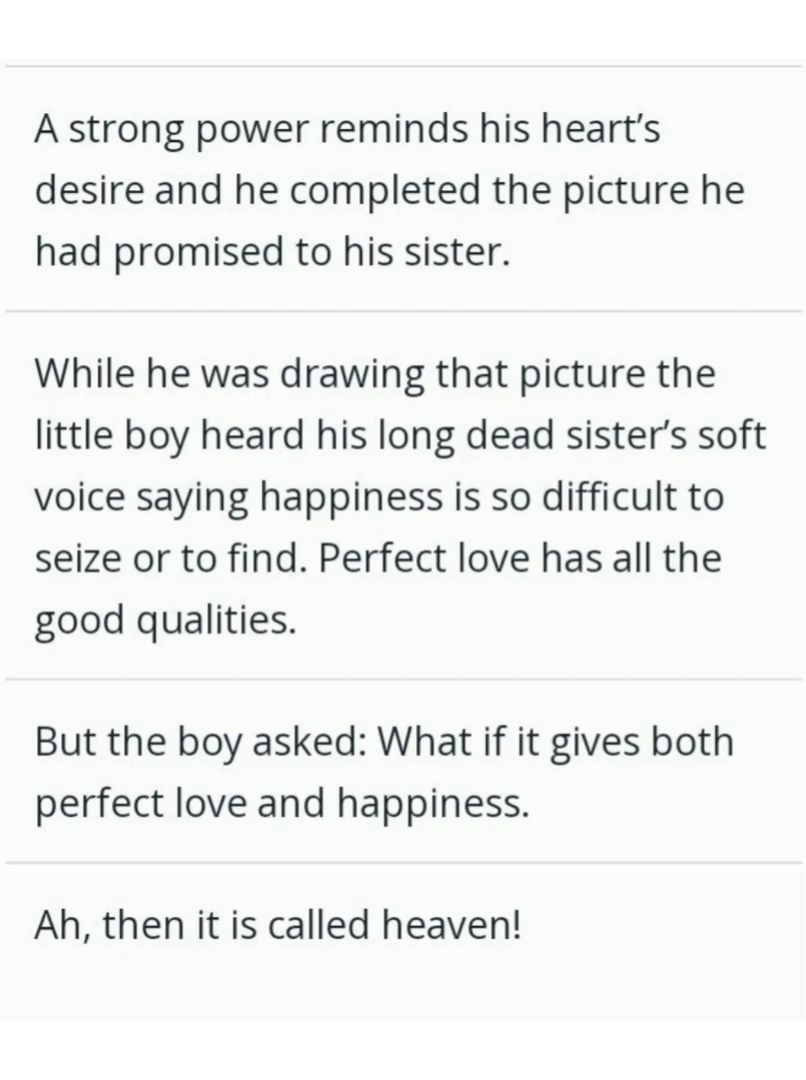 A strong power reminds his heart’s
desire and he completed the picture he
had promised to his sister.
While he was drawing that picture the
little boy heard his long dead sister’s soft
voice saying happiness is so difficult to
seize or to find. Perfect love has all the
good qualities.
But the boy asked: What if it gives both
perfect love and happiness.
Ah, then it is called heaven!